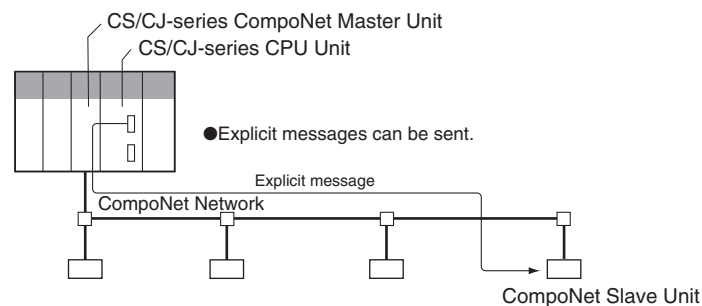 CS/CJ-series CompoNet Master Unit
CS/CJ-series CPU Unit
●Explicit messages can be sent.
Explicit message
CompoNet Network
CompoNet Slave Unit